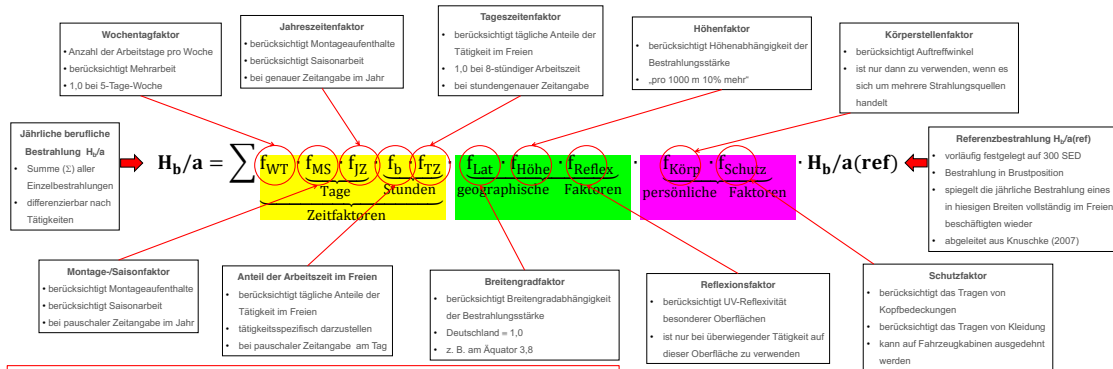 Wochentagfaktor
• Anzahl der Arbeitstage pro Woche
• berücksichtigt Mehrarbeit
• 1,0 bei 5-Tage-Woche
Jahreszeitenfaktor
• berücksichtigt Montageaufenthalte
• berücksichtigt Saisonarbeit
• bei genauer Zeitangabe im Jahr
Tageszeitenfaktor
• berücksichtigt tägliche Anteile der
Tätigkeit im Freien
• 1,0 bei 8-stündiger Arbeitszeit
• bei stundengenauer Zeitangabe
Höhenfaktor
• berücksichtigt Höhenabhängigkeit der
Bestrahlungsstärke
• „pro 1000 m 10% mehr“
Körperstellenfaktor
• berücksichtigt Auftreffwinkel
• ist nur dann zu verwenden, wenn es
sich um mehrere Strahlungsquellen
handelt
Jährliche berufliche
Bestrahlung Hb/a
• Summe (Σ) aller
Einzelbestrahlungen
• differenzierbar nach
Tätigkeiten
Hb/a = ∑ fWT · fMS · fJZ · fb · fTZ · fLat · fHöhe · fReflex · fKörp · fSchutz · Hb/a(ref)
Tage Stunden geographische Faktoren persönliche Faktoren
Zeitfaktoren
Referenzbestrahlung Hb/a(ref)
• vorläufig festgelegt auf 300 SED
• Bestrahlung in Brustposition
• spiegelt die jährliche Bestrahlung eines
in hiesigen Breiten vollständig im Freien
beschäftigten wieder
• abgeleitet aus Knuschke (2007)
Montage-/Saisonfaktor
• berücksichtigt Montageaufenthalte
• berücksichtigt Saisonarbeit
• bei pauschaler Zeitangabe im Jahr
Anteil der Arbeitszeit im Freien
• berücksichtigt tägliche Anteile der
Tätigkeit im Freien
• tätigkeitsspezifisch darzustellen
• bei pauschaler Zeitangabe am Tag
Breitengradfaktor
• berücksichtigt Breitengradabhängigkeit
der Bestrahlungsstärke
• Deutschland = 1,0
• z. B. am Äquator 3,8
Reflexionsfaktor
• berücksichtigt UV-Reflexivität
besonderer Oberflächen
• ist nur bei überwiegender Tätigkeit auf
dieser Oberfläche zu verwenden
Schutzfaktor
• berücksichtigt das Tragen von
Kopfbedeckungen
• berücksichtigt das Tragen von Kleidung
• kann auf Fahrzeugkabinen ausgedehnt
werden